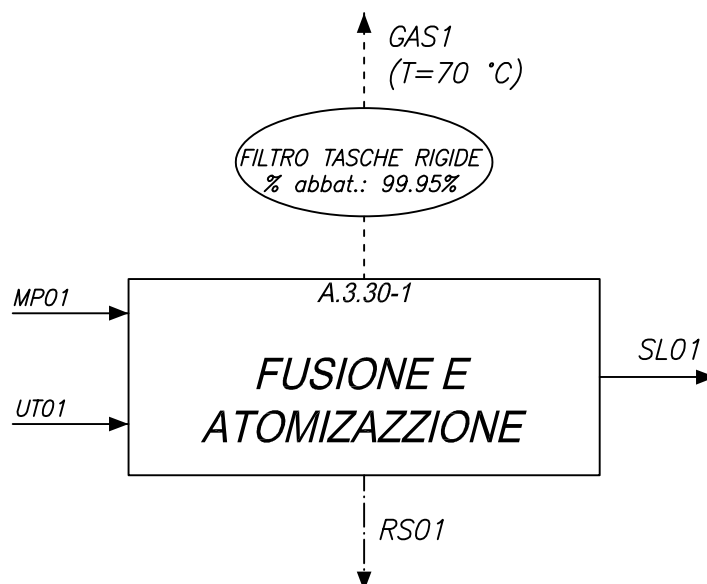 GAS1
(T=70 °C)
FILTRO TASCHE RIGIDE
% abbat.: 99.95%
A.3.30-1
MP01
FUSIONE E
ATOMIZAZZIONE
SL01
UT01
RS01